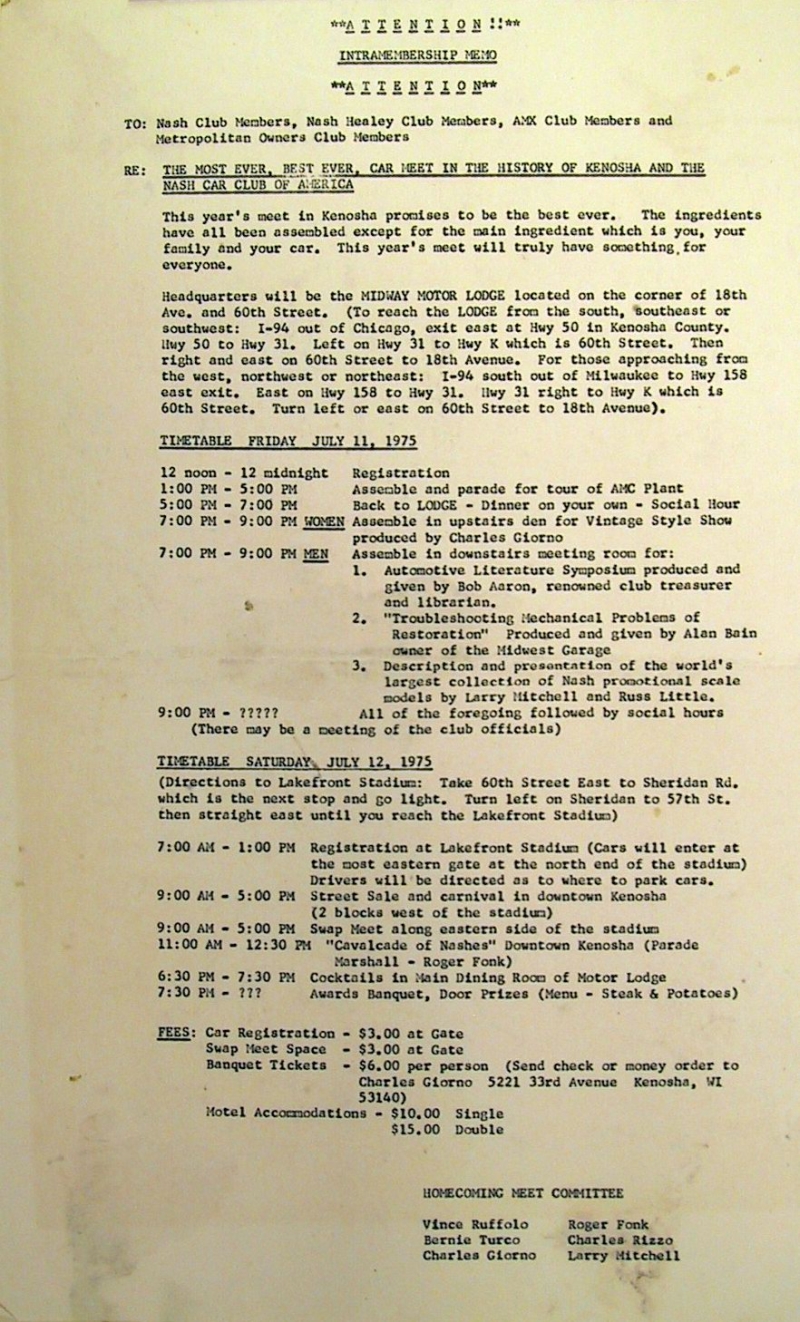 **A T T E N T I O N !!**
INTRAMEMBERSHIP MEMO
**A T T E N T I O N**
TO: Nash Club Members, Nash Healey Club Members, AMX Club Members and
Metropolitan Owners Club Members
RE: THE MOST EVER, BEST EVER, CAR MEET IN THE HISTORY OF KENOSHA AND THE
NASH CAR CLUB OF AMERICA
This year's meet in Kenosha promises to be the best ever. The ingredients
have all been assembled except for the main ingredient which is you, your
family and your car. This year's meet will truly have something for
everyone.
Headquarters will be the MIDWAY MOTOR LODGE located on the corner of 18th
Ave. and 60th Street. (To reach the LODGE from the south, southeast or
southwest: I-94 out of Chicago, exit east at Hwy 50 in Kenosha County.
Hwy 50 to Hwy 31. Left on Hwy 31 to Hwy K which is 60th Street. Then
right and east on 60th Street to 18th Avenue. For those approaching from
the west, northwest or northeast: I-94 south out of Milwaukee to Hwy 158
east exit. East on Hwy 158 to Hwy 31. Hwy 31 right to Hwy K which is
60th Street. Turn left or east on 60th Street to 18th Avenue).
TIMETABLE FRIDAY JULY 11, 1975
12 noon - 12 midnight Registration
1:00 PM - 5:00 PM Assemble and parade for tour of AMC Plant
5:00 PM - 7:00 PM Back to LODGE - Dinner on your own - Social Hour
7:00 PM - 9:00 PM WOMEN Assemble in upstairs den for Vintage Style Show
produced by Charles Giorno
7:00 PM - 9:00 PM MEN Assemble in downstairs meeting room for:
1. Automotive Literature Symposium produced and
given by Bob Aaron, renowned club treasurer
and librarian.
2. "Troubleshooting Mechanical Problems of
Restoration" Produced and given by Alan Bain
owner of the Midwest Garage
3. Description and presentation of the world's
largest collection of Nash promotional scale
models by Larry Mitchell and Russ Little.
9:00 PM - ????? All of the foregoing followed by social hours
(There may be a meeting of the club officials)
TIMETABLE SATURDAY, JULY 12, 1975
(Directions to Lakefront Stadium: Take 60th Street East to Sheridan Rd.
which is the next stop and go light. Turn left on Sheridan to 57th St.
then straight east until you reach the Lakefront Stadium)
7:00 AM - 1:00 PM Registration at Lakefront Stadium (Cars will enter at
the most eastern gate at the north end of the stadium)
Drivers will be directed as to where to park cars.
9:00 AM - 5:00 PM Street Sale and carnival in downtown Kenosha
(2 blocks west of the stadium)
9:00 AM - 5:00 PM Swap Meet along eastern side of the stadium
11:00 AM - 12:30 PM "Cavalcade of Nashes" Downtown Kenosha (Parade
Marshall - Roger Fonk)
6:30 PM - 7:30 PM Cocktails in Main Dining Room of Motor Lodge
7:30 PM - ??? Awards Banquet, Door Prizes (Menu - Steak & Potatoes)
FEES: Car Registration - $3.00 at Gate
Swap Meet Space - $3.00 at Gate
Banquet Tickets - $6.00 per person (Send check or money order to
Charles Giorno 5221 33rd Avenue Kenosha, WI
53140)
Motel Accomodations - $10.00 Single
$15.00 Double
HOMECOMING MEET COMMITTEE
Vince Ruffolo Roger Fonk
Bernie Turco Charles Rizzo
Charles Giorno Larry Mitchell